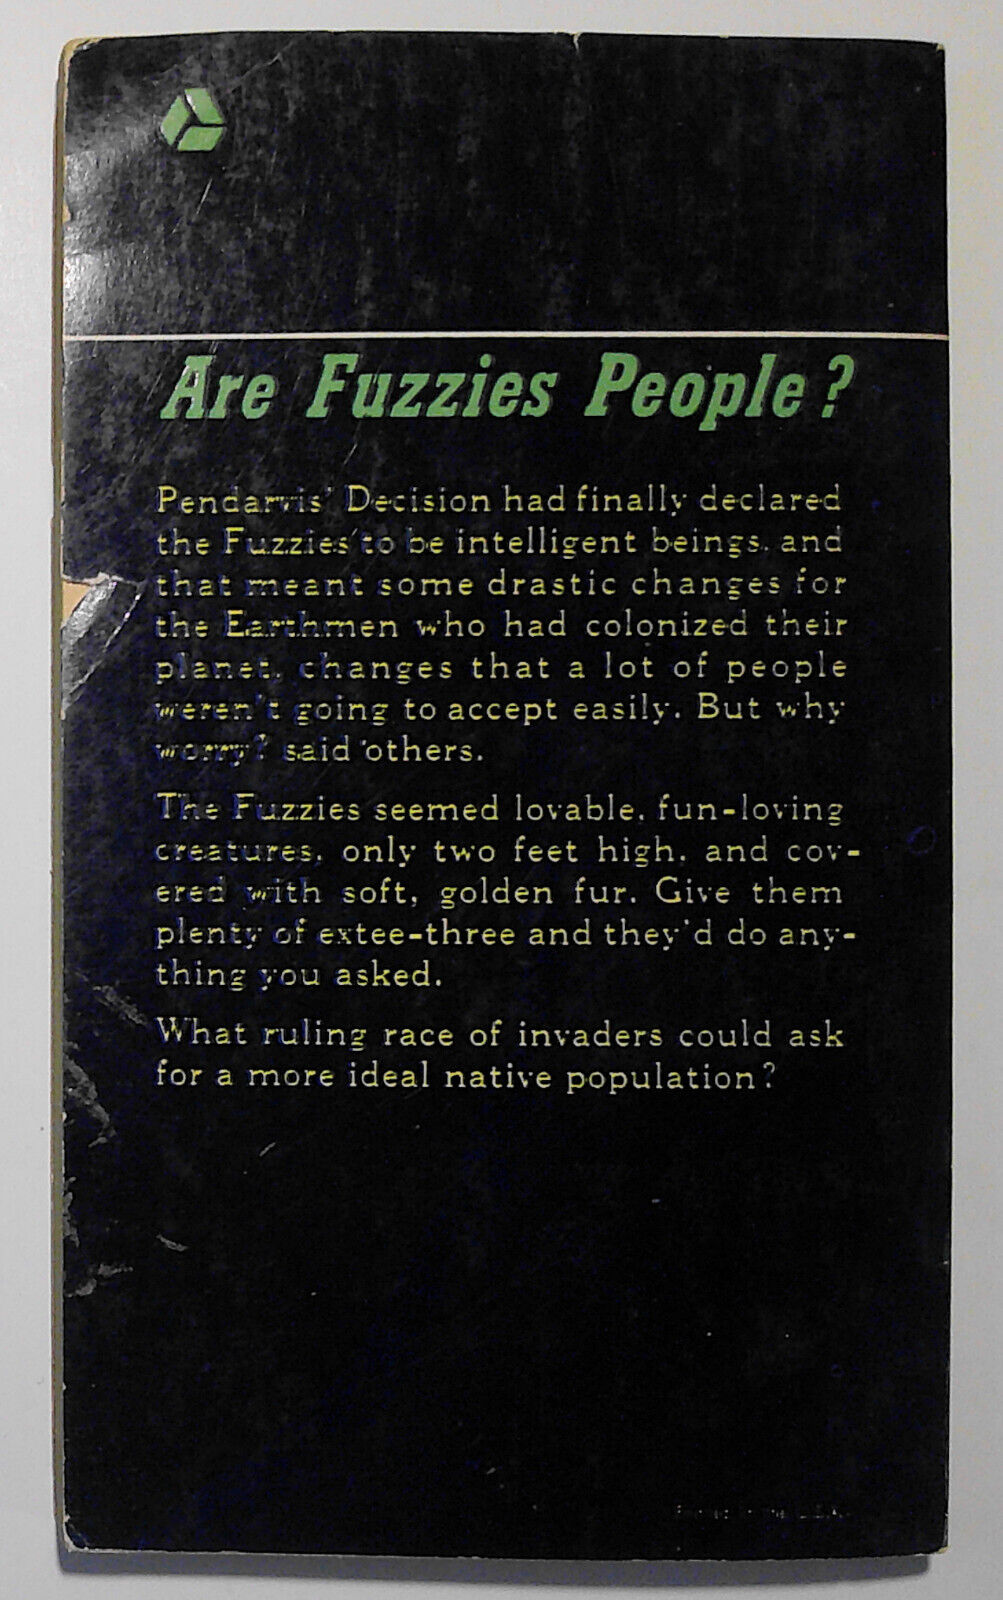 Are Fuzzies People?
Pendarvis' Decision had finally declared
the Fuzzies to be intelligent beings, and
that meant some drastic changes for
the Earthmen who had colonized their
planet, changes that a lot of people
weren't going to accept easily. But why
worry? said others.
The Fuzzies seemed lovable, fun-loving
creatures, only two feet high, and cov-
ered with soft, golden fur. Give them
plenty of extee-three and they'd do any-
thing you asked.
What ruling race of invaders could ask
for a more ideal native population?
Printed in the U.S.A.